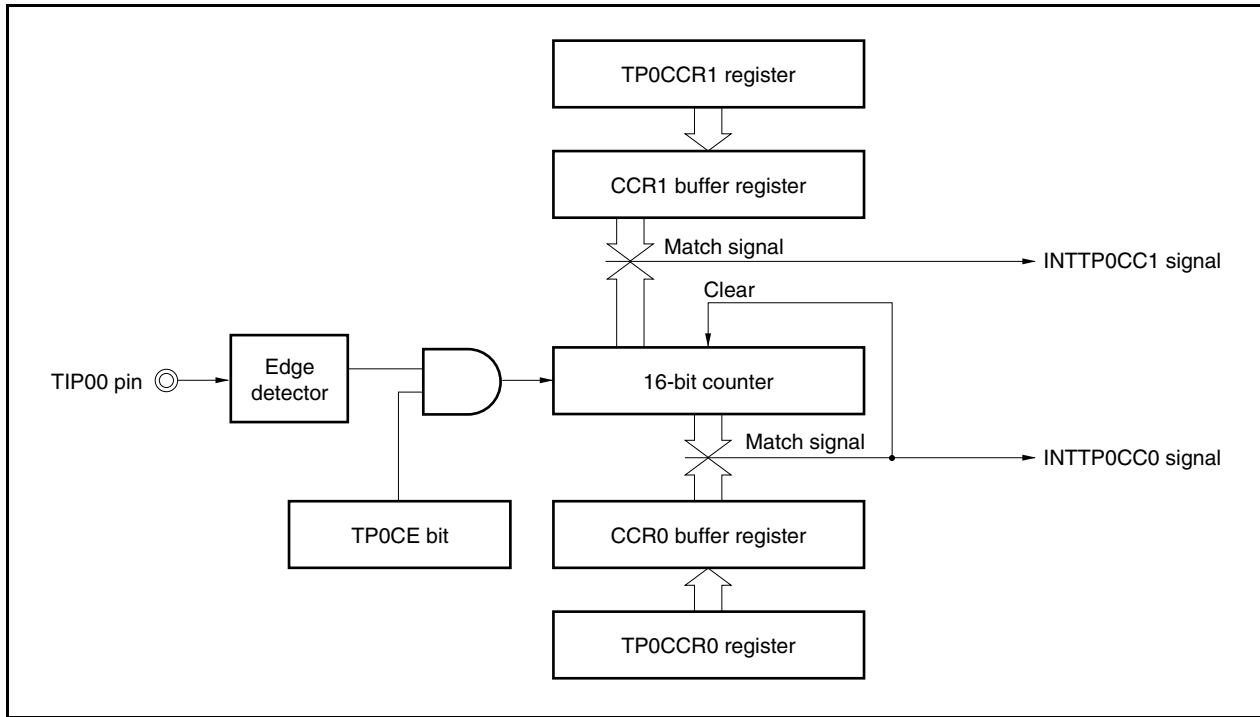 TP0CCR1 register
CCR1 buffer register
Match signal
INTTP0CC1 signal
Clear
TIP00 pin
Edge
detector
16-bit counter
Match signal
INTTP0CC0 signal
TP0CE bit
CCR0 buffer register
TP0CCR0 register